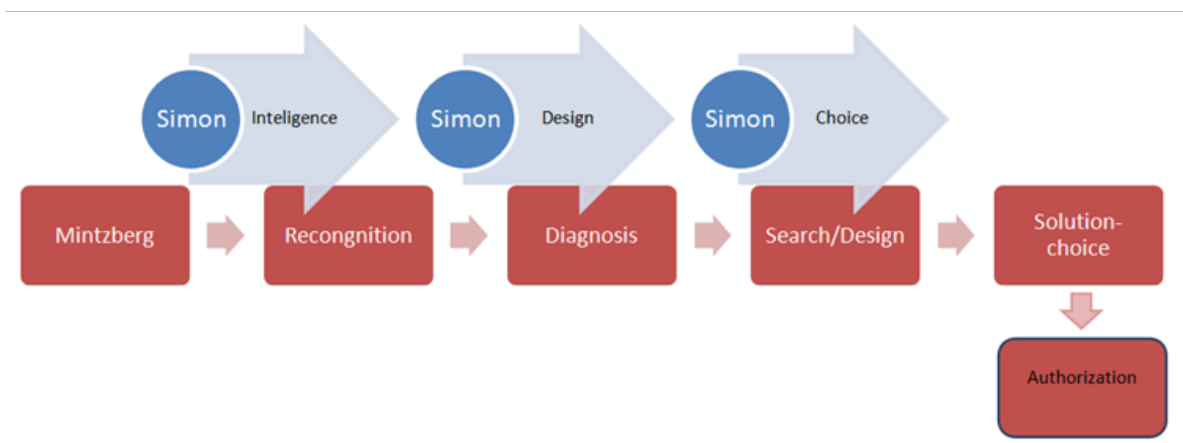 Simon Inteligence Simon Design Simon Choice
Mintzberg Recongnition Diagnosis Search/Design Solution-
choice
Authorization